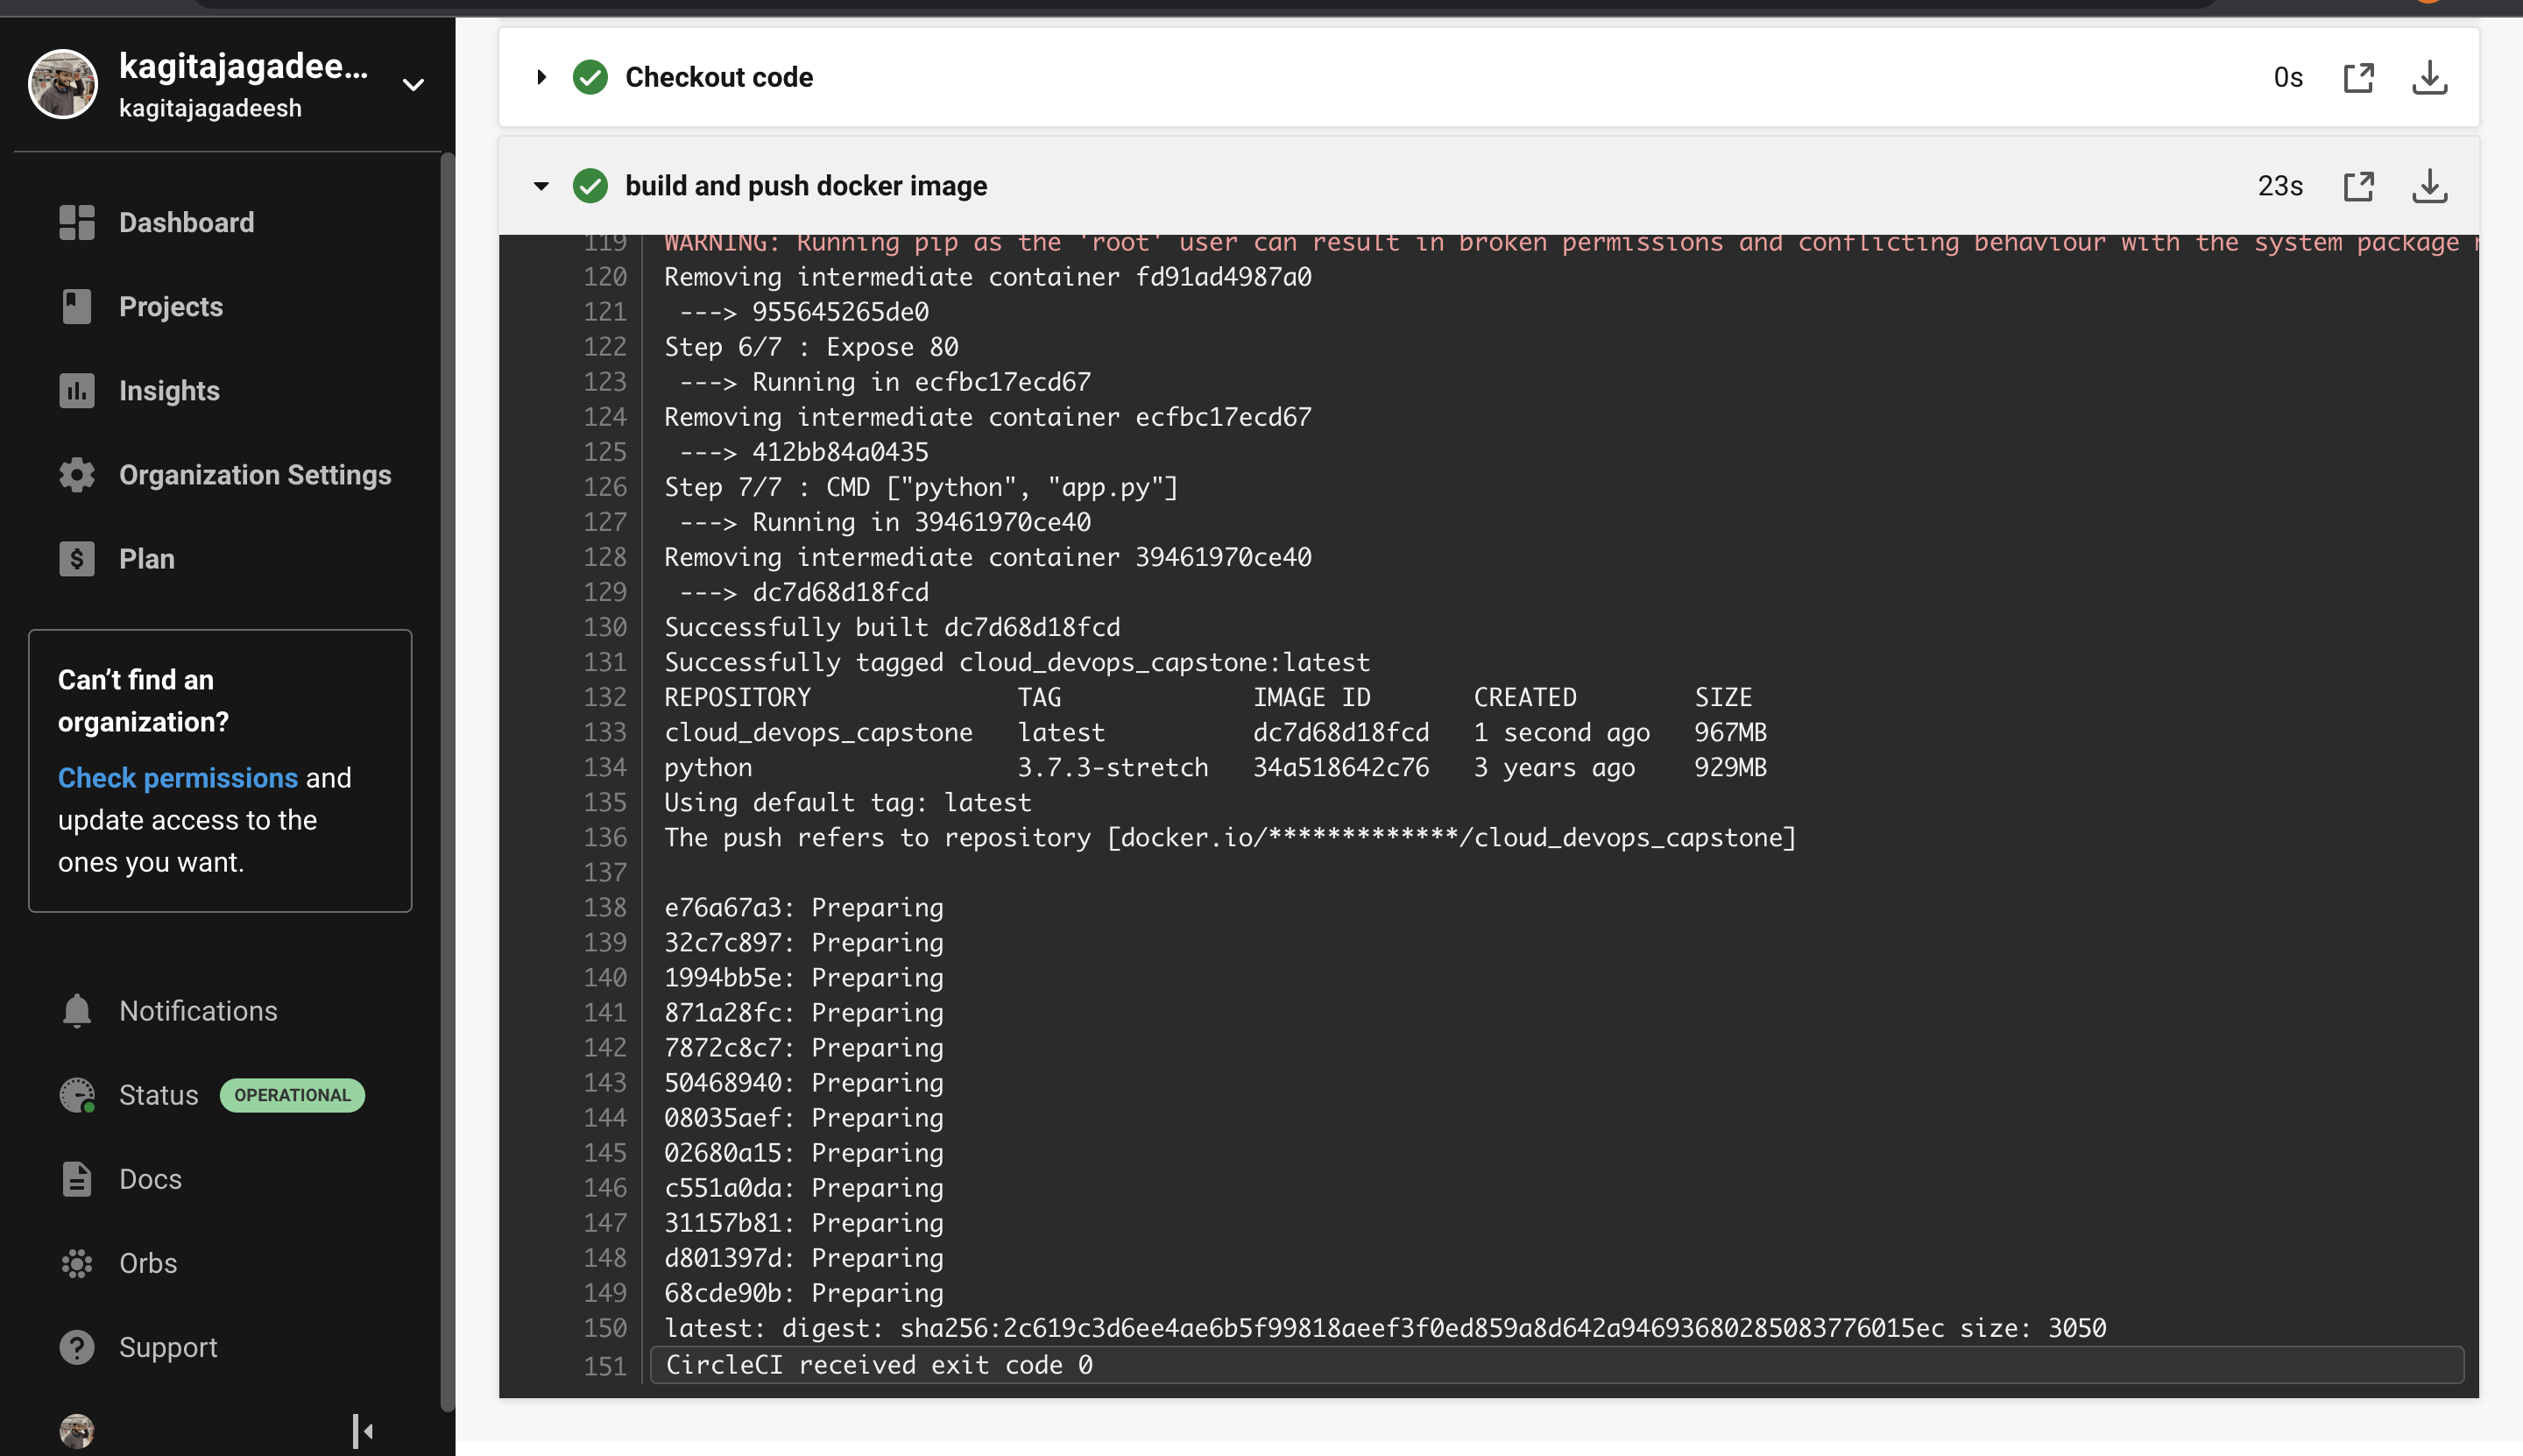 kagitajagadee...
kagitajagadeesh
Dashboard
Projects
Insights
Organization Settings
Plan
Can’t find an
organization?
Check permissions and
update access to the
ones you want.
Notifications
Status OPERATIONAL
Docs
Orbs
Support
Checkout code 0s
build and push docker image 23s
119 WARNING: Running pip as the 'root' user can result in broken permissions and conflicting behaviour with the system package
120 Removing intermediate container fd91ad4987a0
121 ---> 955645265de0
122 Step 6/7 : Expose 80
123 ---> Running in ecfbc17ecd67
124 Removing intermediate container ecfbc17ecd67
125 ---> 412bb84a0435
126 Step 7/7 : CMD ["python", "app.py"]
127 ---> Running in 39461970ce40
128 Removing intermediate container 39461970ce40
129 ---> dc7d68d18fcd
130 Successfully built dc7d68d18fcd
131 Successfully tagged cloud_devops_capstone:latest
132 REPOSITORY TAG IMAGE ID CREATED SIZE
133 cloud_devops_capstone latest dc7d68d18fcd 1 second ago 967MB
134 python 3.7.3-stretch 34a518642c76 3 years ago 929MB
135 Using default tag: latest
136 The push refers to repository [docker.io/*************/cloud_devops_capstone]
137
138 e76a67a3: Preparing
139 32c7c897: Preparing
140 1994bb5e: Preparing
141 871a28fc: Preparing
142 7872c8c7: Preparing
143 50468940: Preparing
144 08035aef: Preparing
145 02680a15: Preparing
146 c551a0da: Preparing
147 31157b81: Preparing
148 d801397d: Preparing
149 68cde90b: Preparing
150 latest: digest: sha256:2c619c3d6ee4ae6b5f99818aeef3f0ed859a8d642a94693680285083776015ec size: 3050
151 CircleCI received exit code 0